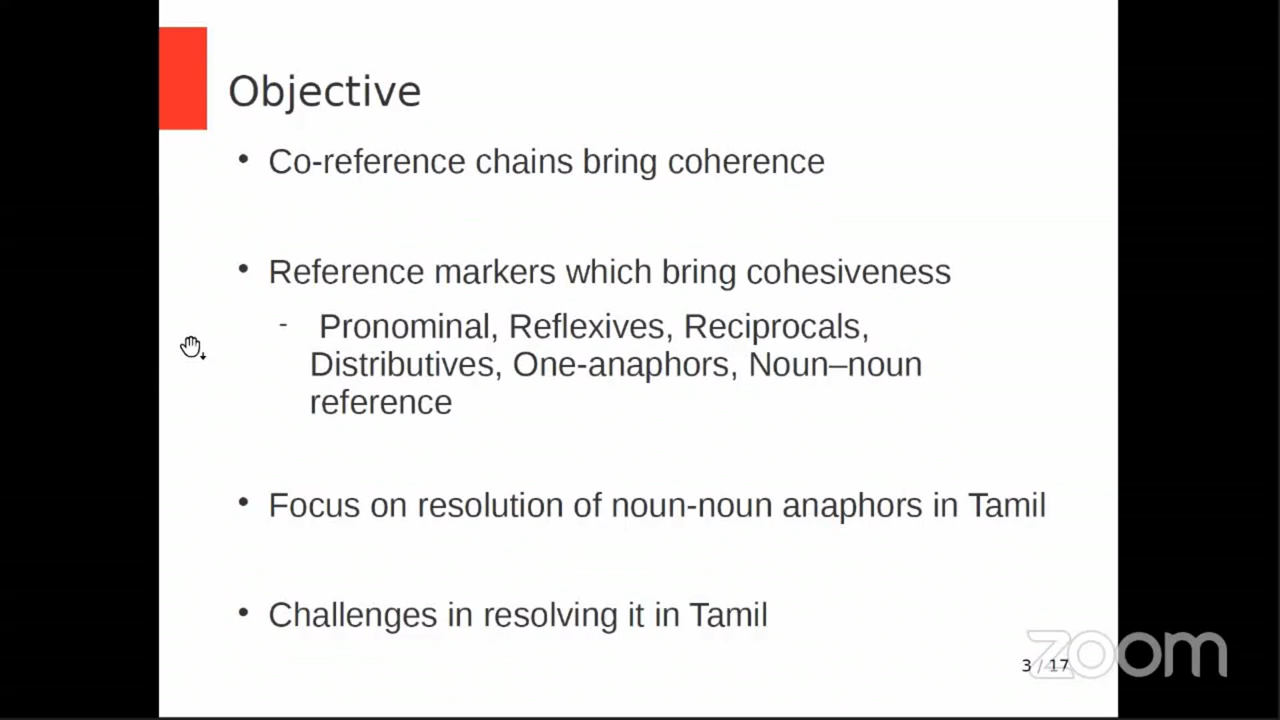 Objective
• Co-reference chains bring coherence
• Reference markers which bring cohesiveness
- Pronominal, Reflexives, Reciprocals,
Distributives, One-anaphors, Noun–noun
reference
• Focus on resolution of noun-noun anaphors in Tamil
• Challenges in resolving it in Tamil
3 / 17
zoom